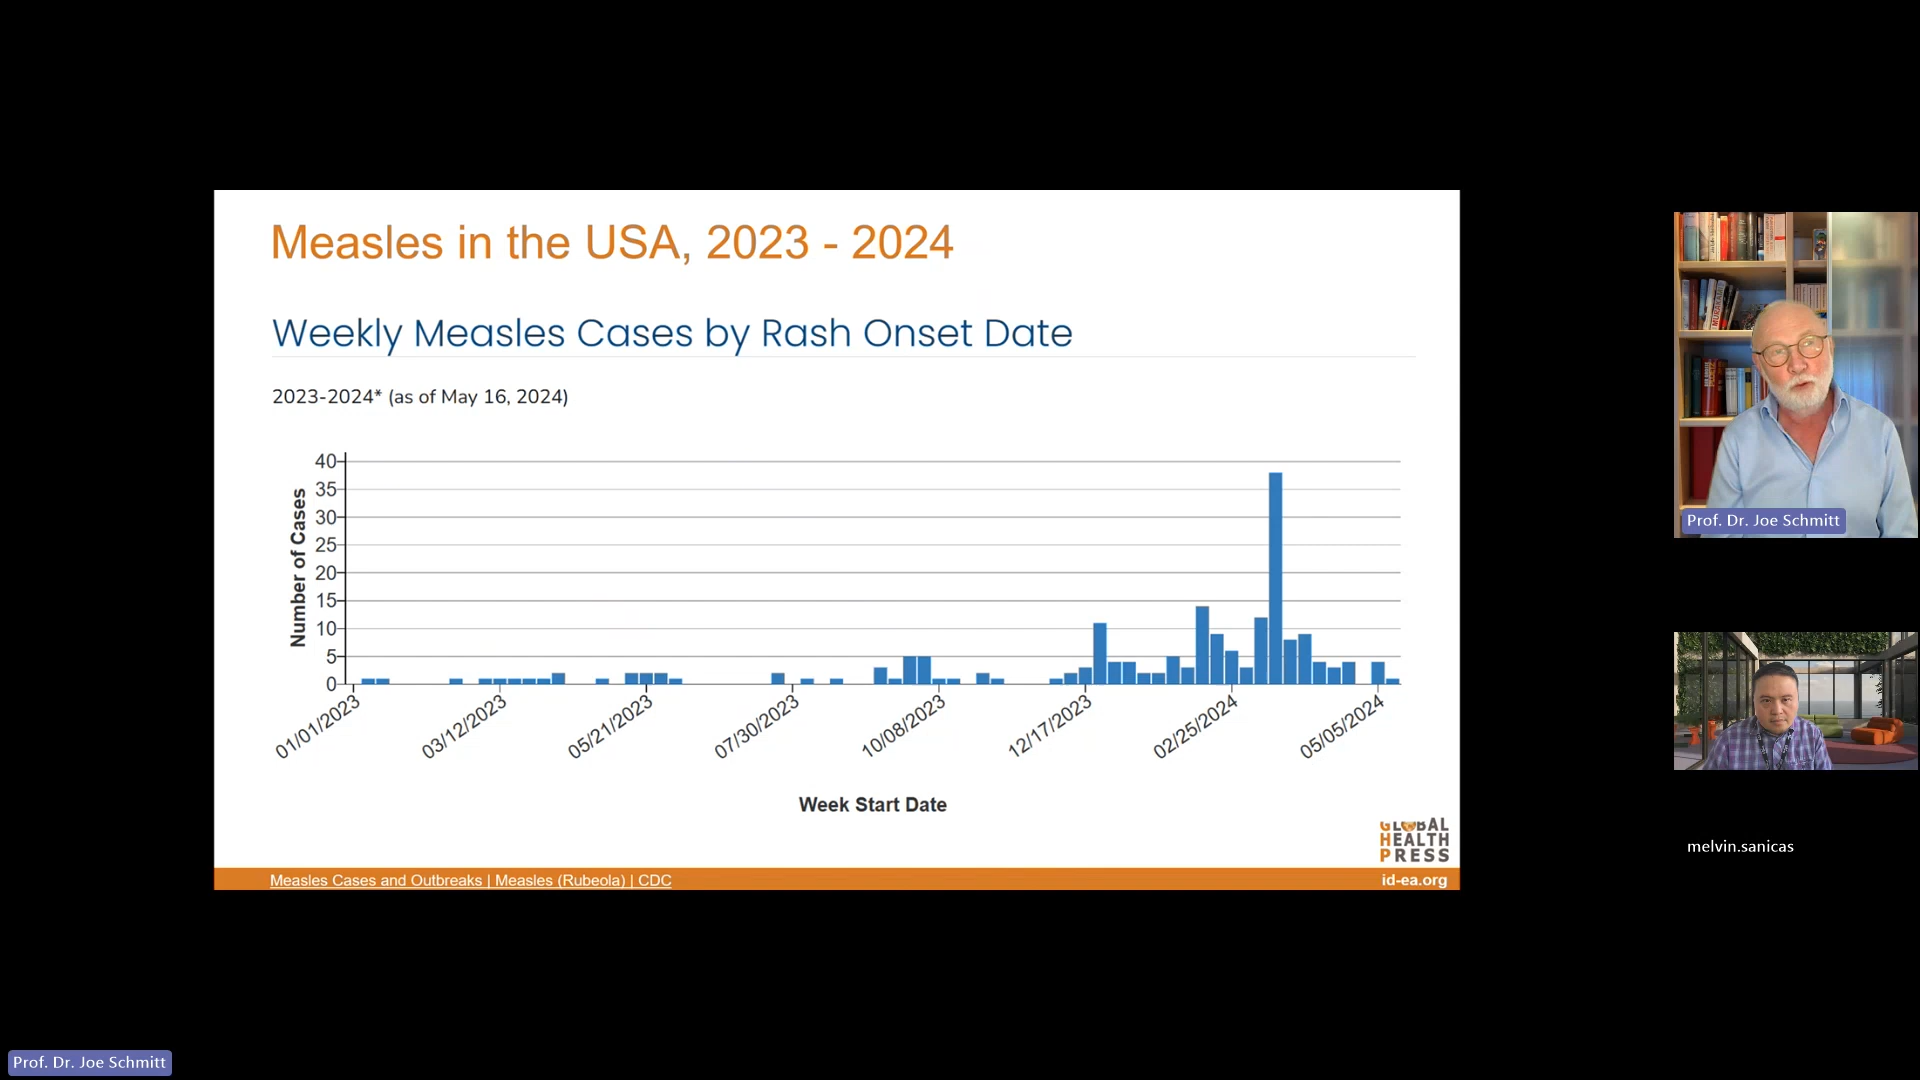 Measles in the USA, 2023 - 2024
Weekly Measles Cases by Rash Onset Date
2023-2024* (as of May 16, 2024)
Number of Cases
40
35
30
25
20
15
10
5
0
01/01/2023
03/12/2023
05/21/2023
07/30/2023
10/08/2023
12/17/2023
02/25/2024
05/05/2024
Week Start Date
GLOBAL
HEALTH
PRESS
Measles Cases and Outbreaks | Measles (Rubeola) | CDC
id-ea.org
Prof. Dr. Joe Schmitt
melvin.sanicas
Prof. Dr. Joe Schmitt